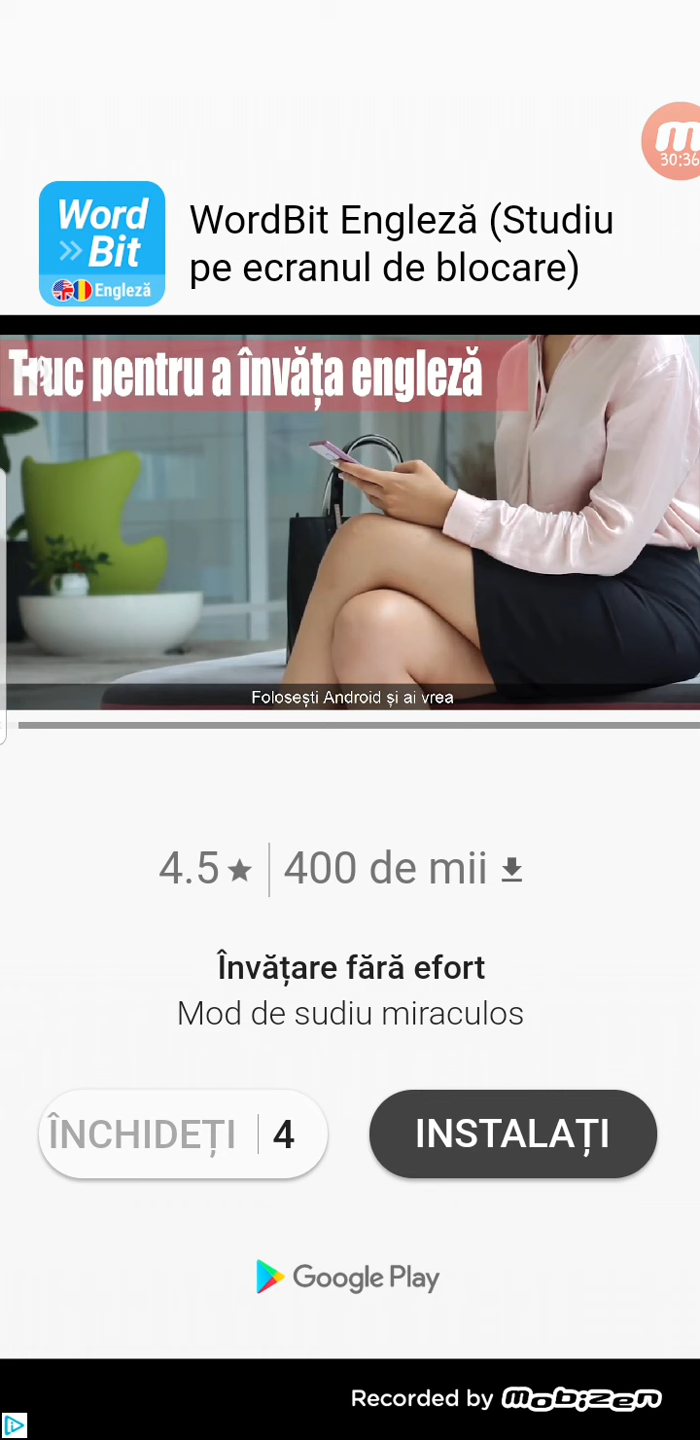 30:36
Word
Bit
Engleză
WordBit Engleză (Studiu
pe ecranul de blocare)
Truc pentru a învăța engleză
Folosești Android și ai vrea
4.5
400 de mii
Învățare fără efort
Mod de sudiu miraculos
ÎNCHIDEȚI 4
INSTALAȚI
Google Play
Recorded by mobizen